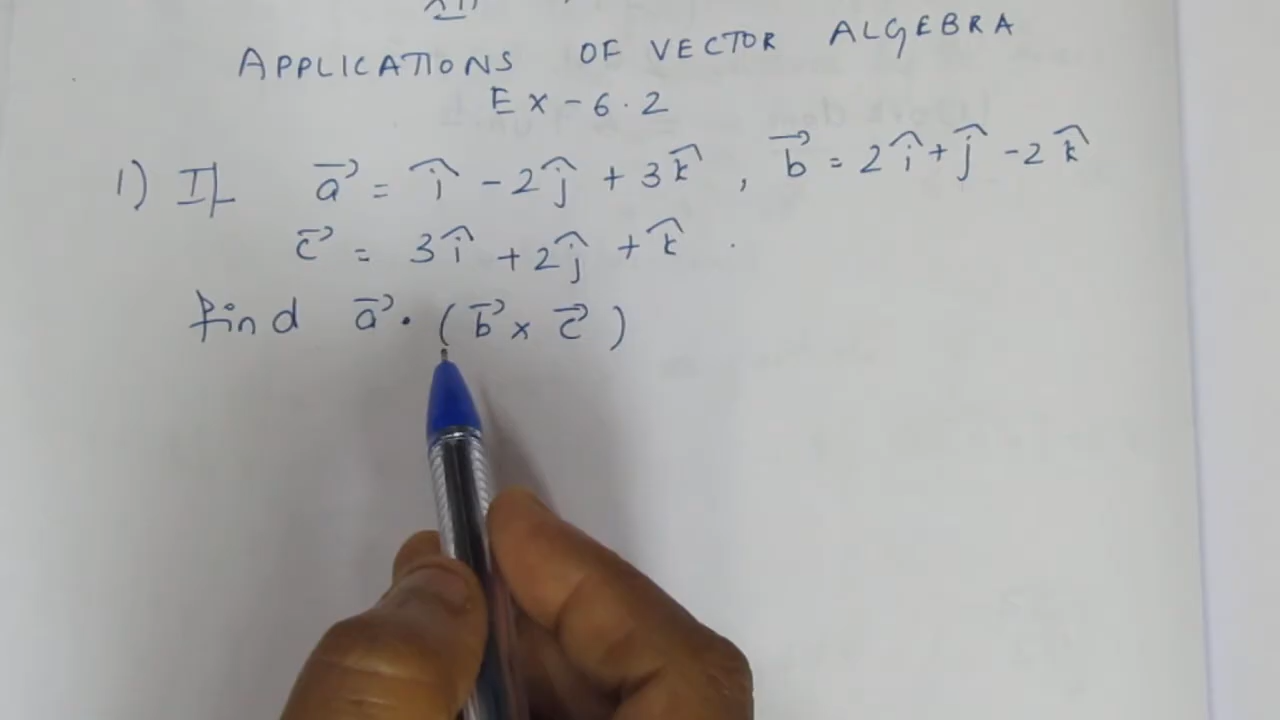 APPLICATIONS OF VECTOR ALGEBRA
Ex-6.2
1) If a⃗ = î - 2ĵ + 3k̂, b⃗ = 2î + ĵ - 2k̂
c⃗ = 3î + 2ĵ + k̂.
find a⃗ · (b⃗ × c⃗)